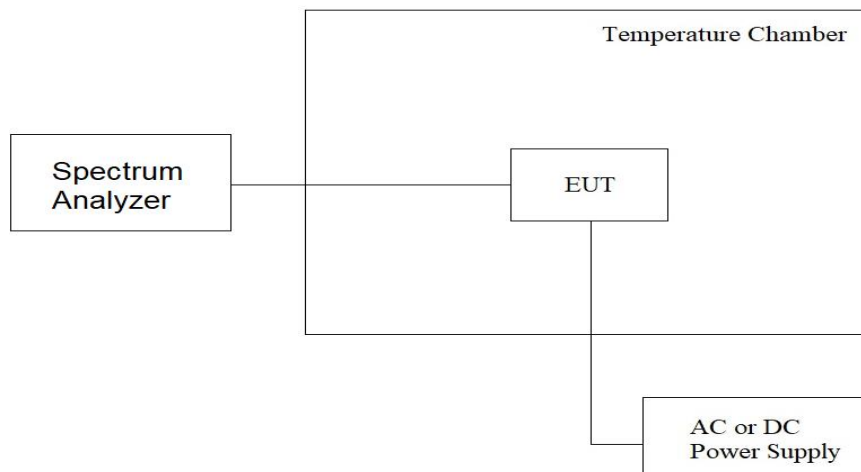 Temperature Chamber
Spectrum
Analyzer
EUT
AC or DC
Power Supply